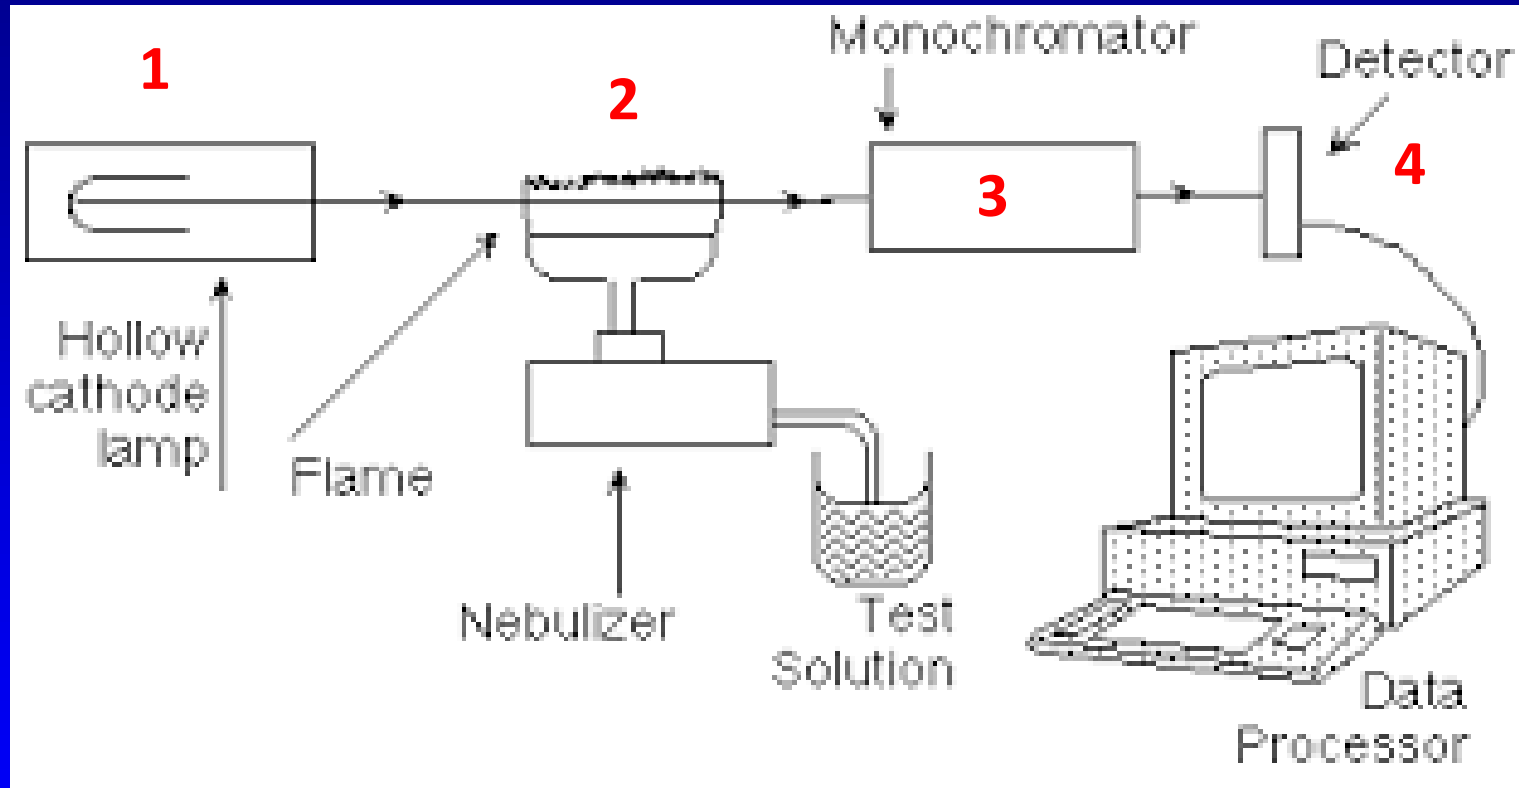 Monochromator
Detector
1
2
3
4
Hollow
cathode
lamp
Flame
Nebulizer
Test
Solution
Data
Processor